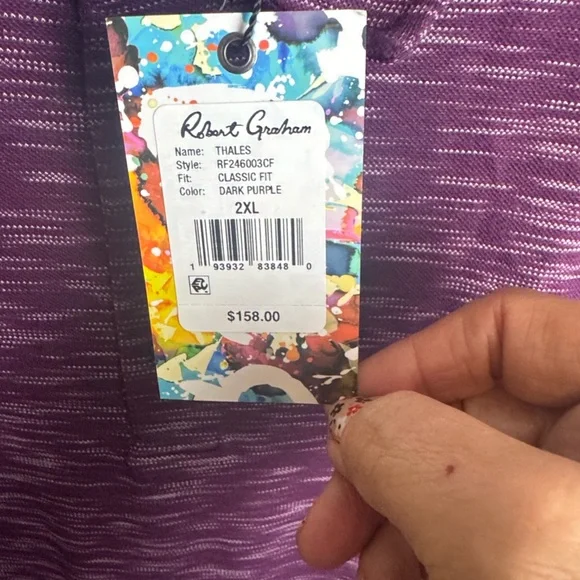 Robert Graham
Name: THALES
Style: RF246003CF
Fit: CLASSIC FIT
Color: DARK PURPLE
2XL
1 93932 83848 0
$158.00